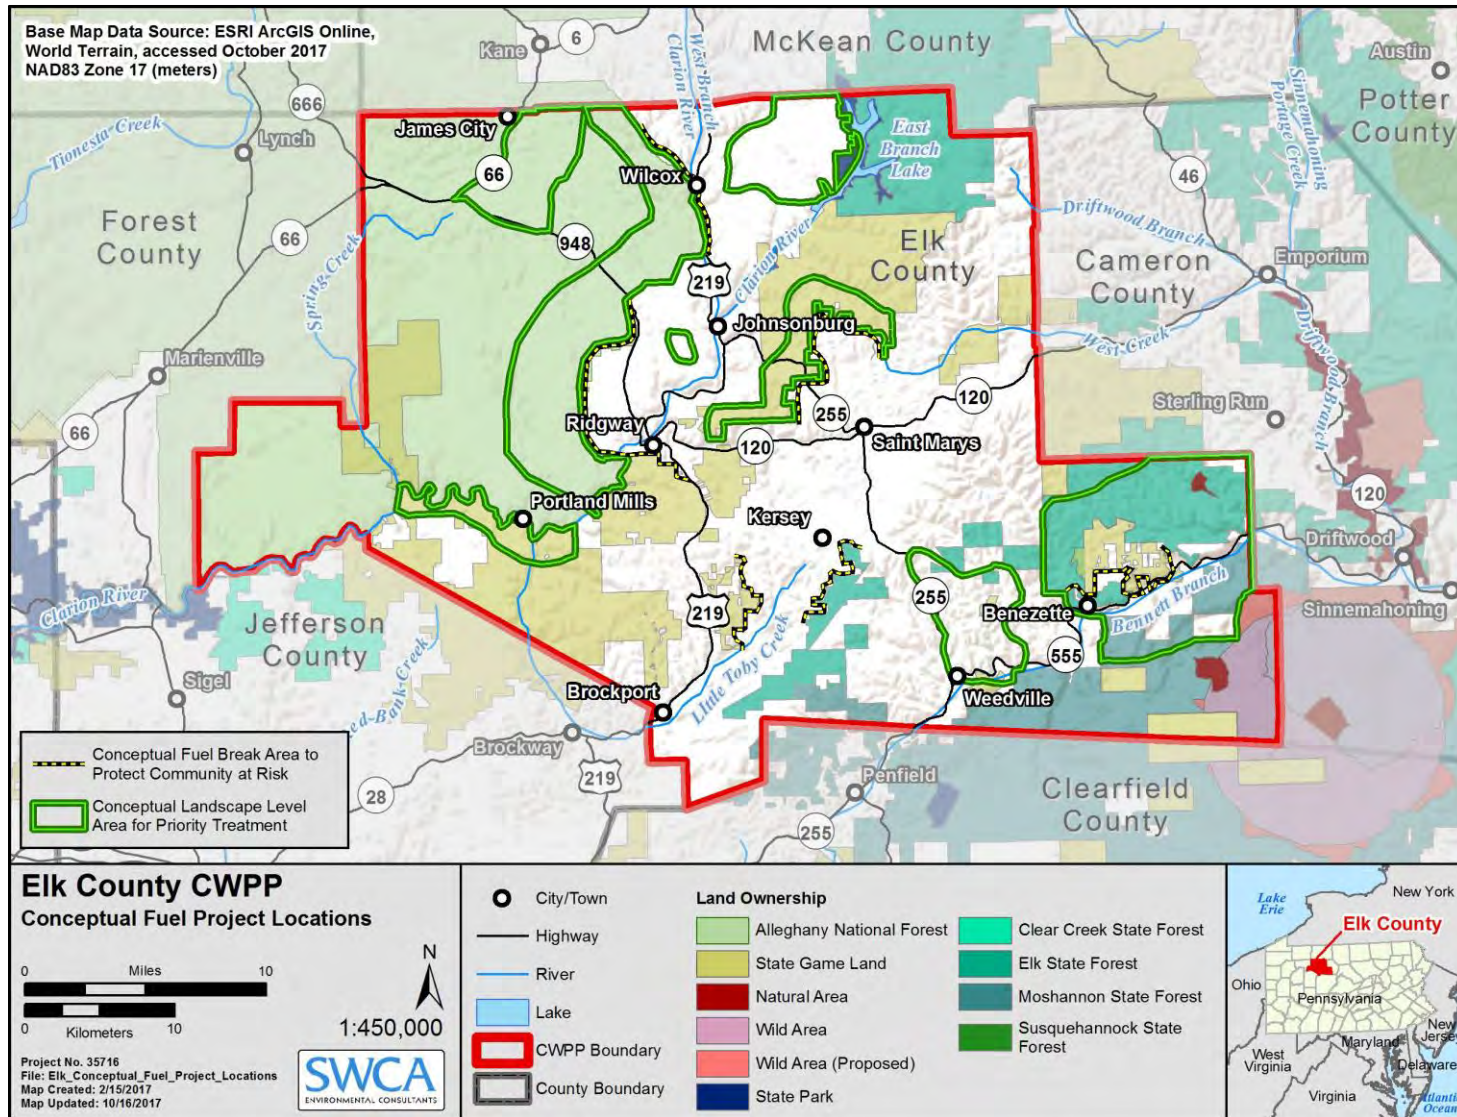 Base Map Data Source: ESRI ArcGIS Online,
World Terrain, accessed October 2017
NAD83 Zone 17 (meters)
Kane
6
McKean County
Austin
Potter
County
666
Lynch
Tionesta Creek
James City
66
Wilcox
West Branch
Clarion River
East
Branch
Lake
Sinnemahoning
Portage Creek
46
Forest
County
66
948
Spring Creek
219
Clarion River
Elk
County
Driftwood Branch
Cameron
County
Emporium
Marienville
Johnsonburg
West Creek
Driftwood Branch
66
Ridgway
120
255
Saint Marys
120
Sterling Run
Portland Mills
Kersey
120
Driftwood
Clarion River
Jefferson
County
219
255
Benezette
Bennett Branch
Sinnemahoning
Sigel
555
Brockport
LIttle Toby Creek
Weedville
ed-Bank-Creek
Brockway
219
28
Penfield
255
Clearfield
County
Conceptual Fuel Break Area to
Protect Community at Risk
Conceptual Landscape Level
Area for Priority Treatment
Elk County CWPP
Conceptual Fuel Project Locations
0 Miles 10
0 Kilometers 10
N
1:450,000
Project No. 35716
File: Elk_Conceptual_Fuel_Project_Locations
Map Created: 2/15/2017
Map Updated: 10/16/2017
SWCA
ENVIRONMENTAL CONSULTANTS
City/Town
Highway
River
Lake
CWPP Boundary
County Boundary
Land Ownership
Alleghany National Forest
State Game Land
Natural Area
Wild Area
Wild Area (Proposed)
State Park
Clear Creek State Forest
Elk State Forest
Moshannon State Forest
Susquehannock State
Forest
Lake
Erie
New York
Elk County
Ohio
Pennsylvania
New
Jersey
Maryland
West
Virginia
Delaware
Virginia
Atlantic
Ocean